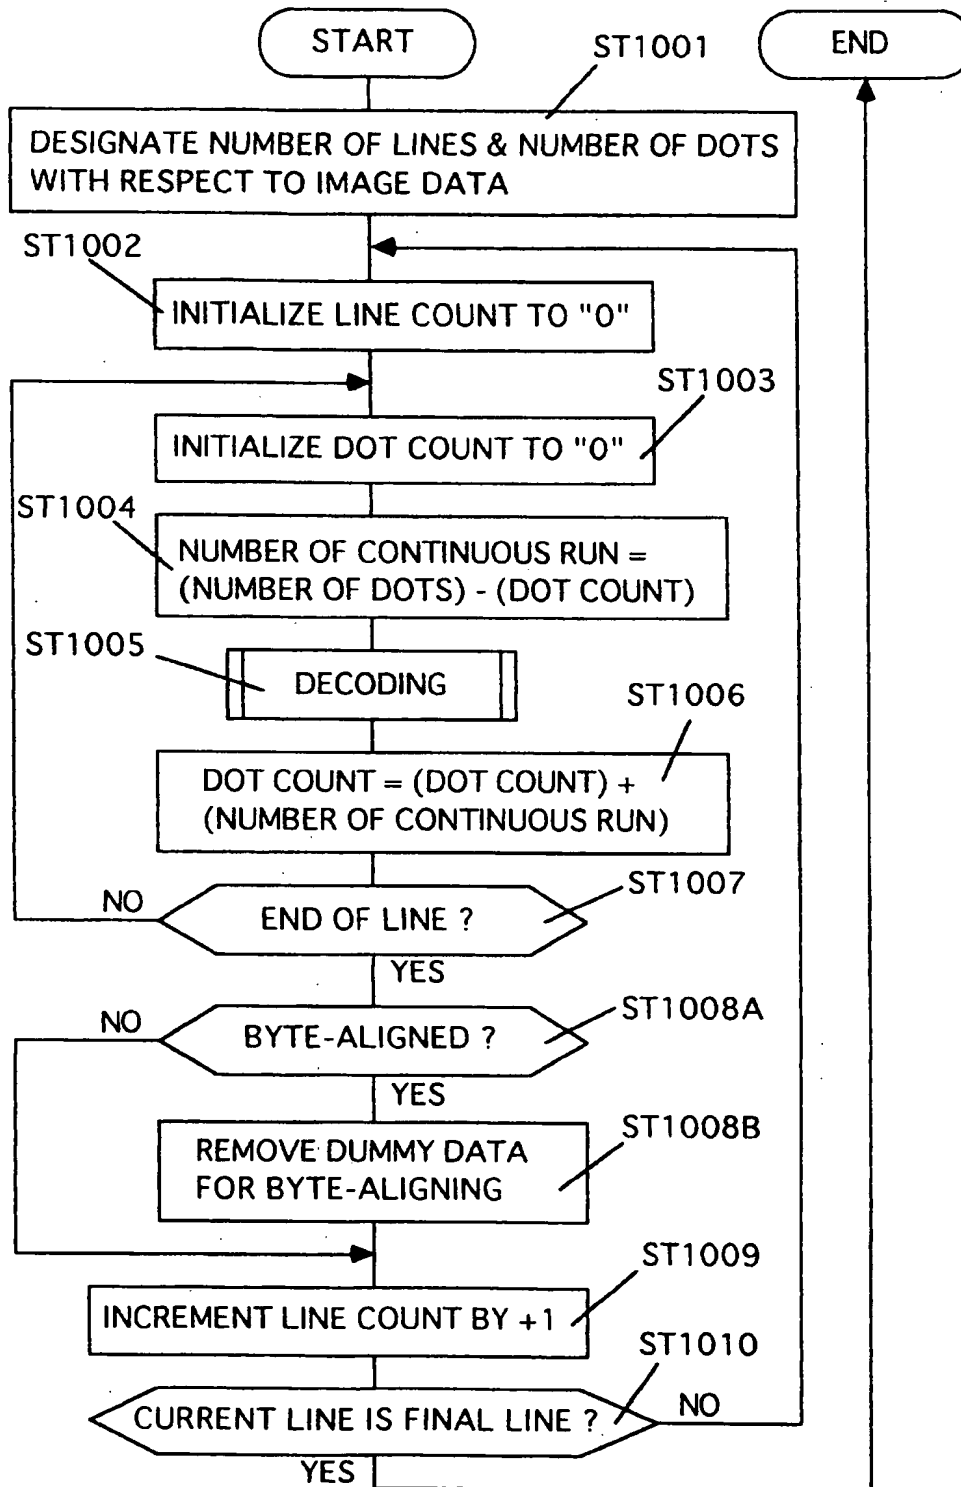 START
END
ST1001
DESIGNATE NUMBER OF LINES & NUMBER OF DOTS
WITH RESPECT TO IMAGE DATA
ST1002
INITIALIZE LINE COUNT TO "0"
ST1003
INITIALIZE DOT COUNT TO "0"
ST1004
NUMBER OF CONTINUOUS RUN =
(NUMBER OF DOTS) - (DOT COUNT)
ST1005
DECODING
ST1006
DOT COUNT = (DOT COUNT) +
(NUMBER OF CONTINUOUS RUN)
ST1007
NO
END OF LINE ?
YES
ST1008A
NO
BYTE-ALIGNED ?
YES
ST1008B
REMOVE DUMMY DATA
FOR BYTE-ALIGNING
ST1009
INCREMENT LINE COUNT BY +1
ST1010
CURRENT LINE IS FINAL LINE ?
NO
YES